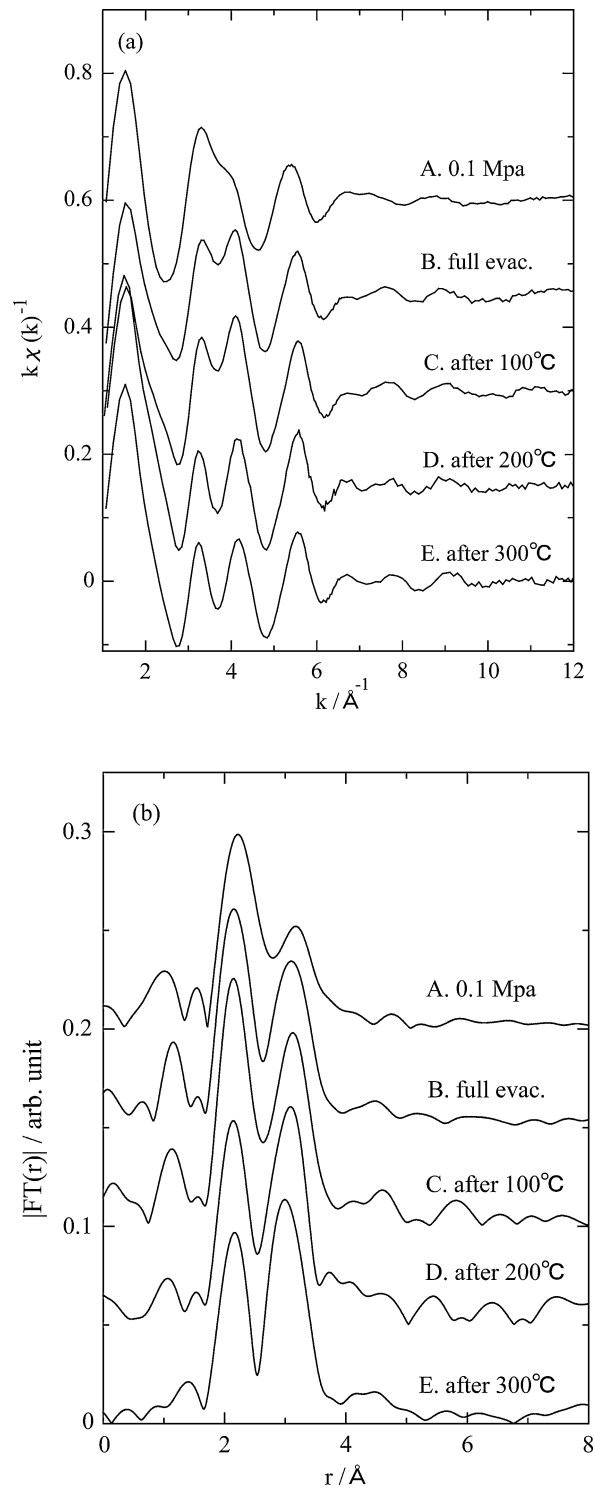 (a)
0.8
A. 0.1 Mpa
0.6
B. full evac.
k χ (k)⁻¹
0.4
C. after 100℃
D. after 200℃
0.2
E. after 300℃
0
2 4 6 8 10 12
k / Å⁻¹
(b)
0.3
A. 0.1 Mpa
0.2
|FT(r)| / arb. unit
B. full evac.
C. after 100℃
0.1
D. after 200℃
E. after 300℃
0
0 2 4 6 8
r / Å